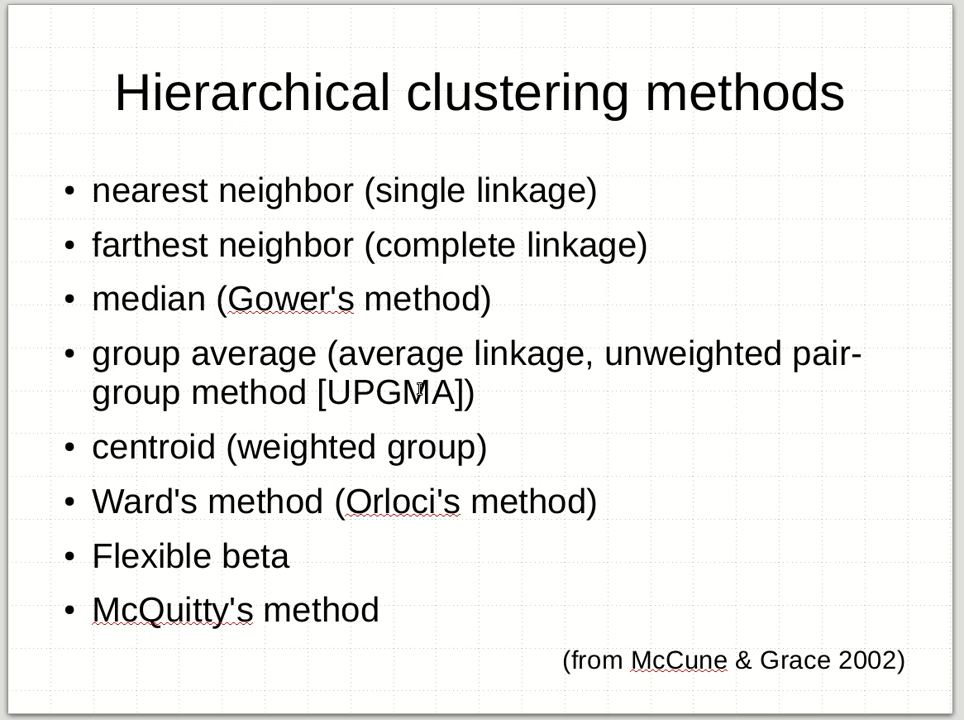 Hierarchical clustering methods
• nearest neighbor (single linkage)
• farthest neighbor (complete linkage)
• median (Gower's method)
• group average (average linkage, unweighted pair-
group method [UPGMA])
• centroid (weighted group)
• Ward's method (Orloci's method)
• Flexible beta
• McQuitty's method
(from McCune & Grace 2002)